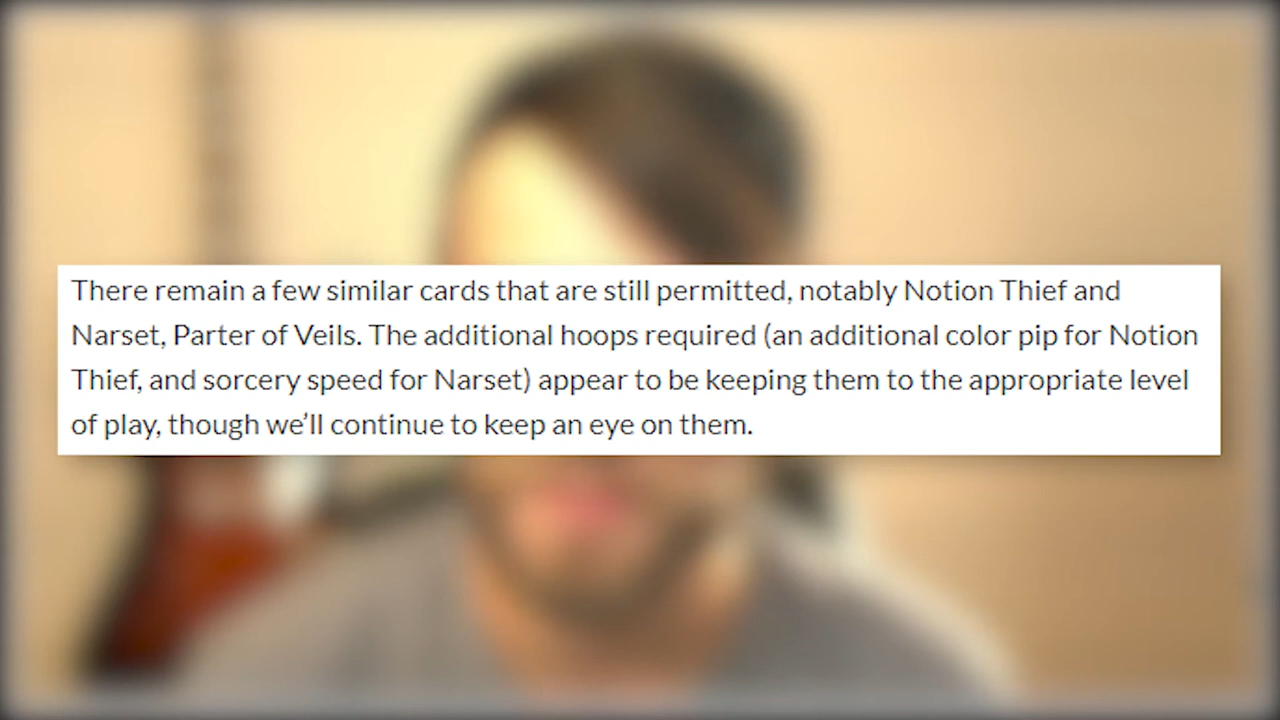 There remain a few similar cards that are still permitted, notably Notion Thief and
Narset, Parter of Veils. The additional hoops required (an additional color pip for Notion
Thief, and sorcery speed for Narset) appear to be keeping them to the appropriate level
of play, though we’ll continue to keep an eye on them.